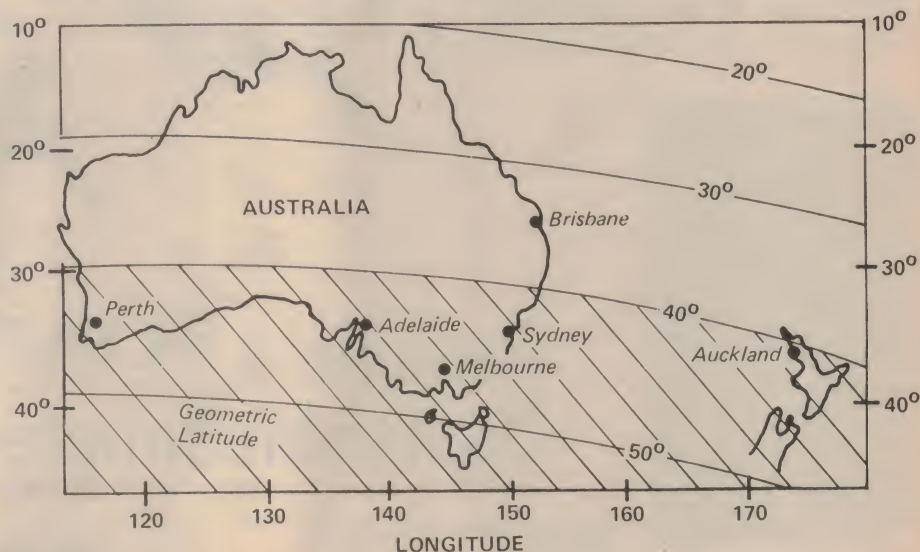 10°
10°
20°
20°
20°
30°
AUSTRALIA
Brisbane
30°
30°
Perth
40°
Adelaide
Sydney
Auckland
Melbourne
40°
40°
Geometric
Latitude
50°
120
130
140
150
160
170
LONGITUDE